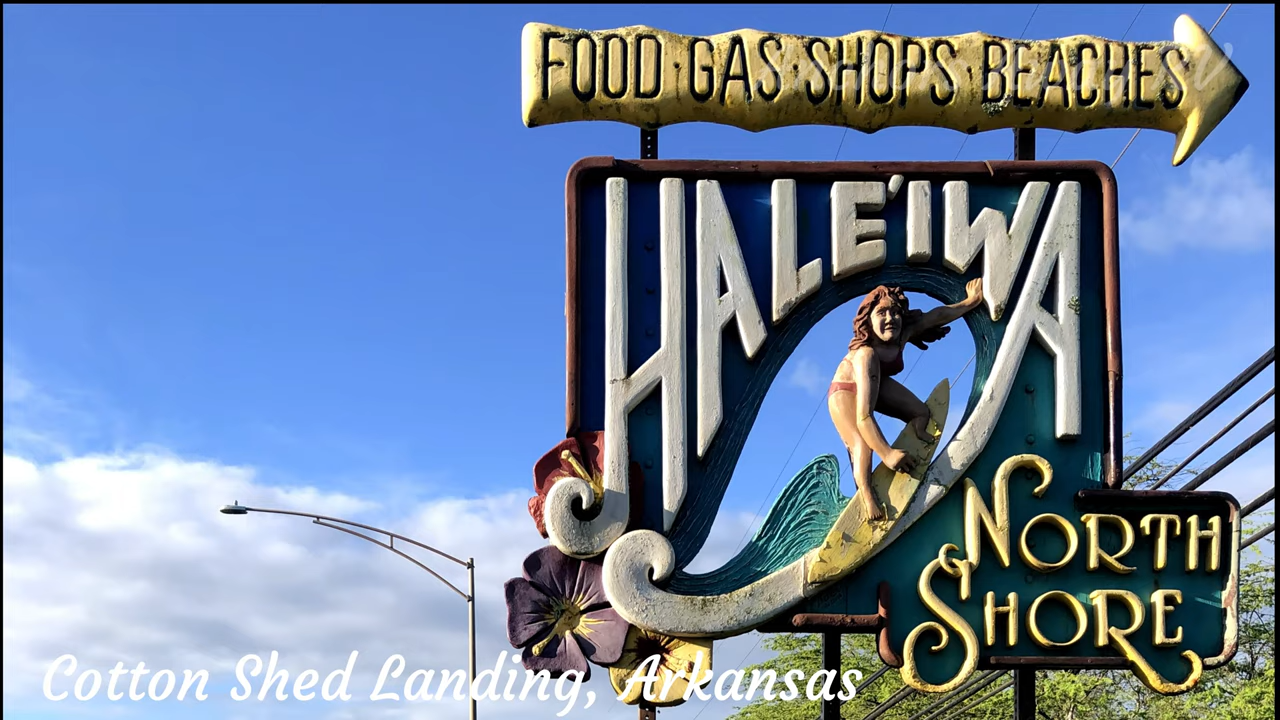 FOOD·GAS·SHOPS·BEACHES
HALE'IWA
NORTH
SHORE
Cotton Shed Landing, Arkansas